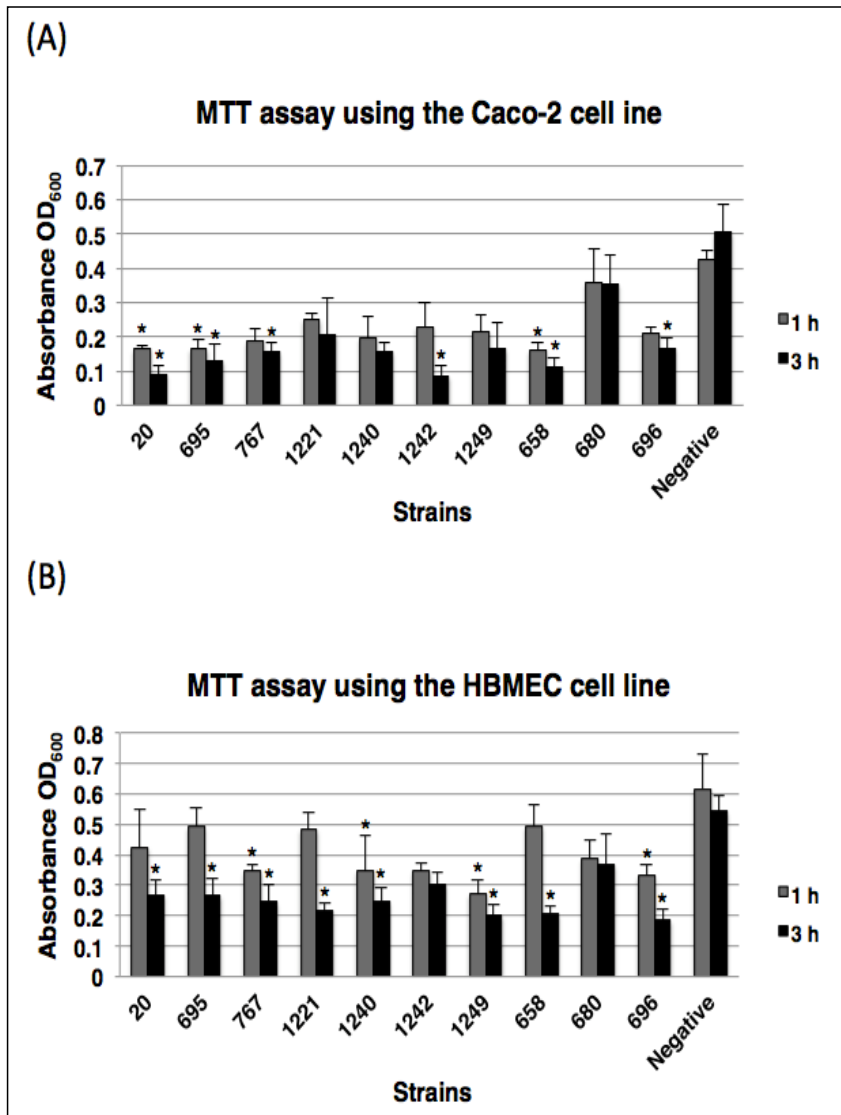 (A)
MTT assay using the Caco-2 cell ine
Absorbance OD600
0.7
0.6
0.5
0.4
0.3
0.2
0.1
0
* * * * * * * * * *
20 695 767 1221 1240 1242 1249 658 680 696 Negative
Strains
1 h
3 h
(B)
MTT assay using the HBMEC cell line
Absorbance OD600
0.8
0.7
0.6
0.5
0.4
0.3
0.2
0.1
0
* * * * * * * * * * * *
20 695 767 1221 1240 1242 1249 658 680 696 Negative
Strains
1 h
3 h